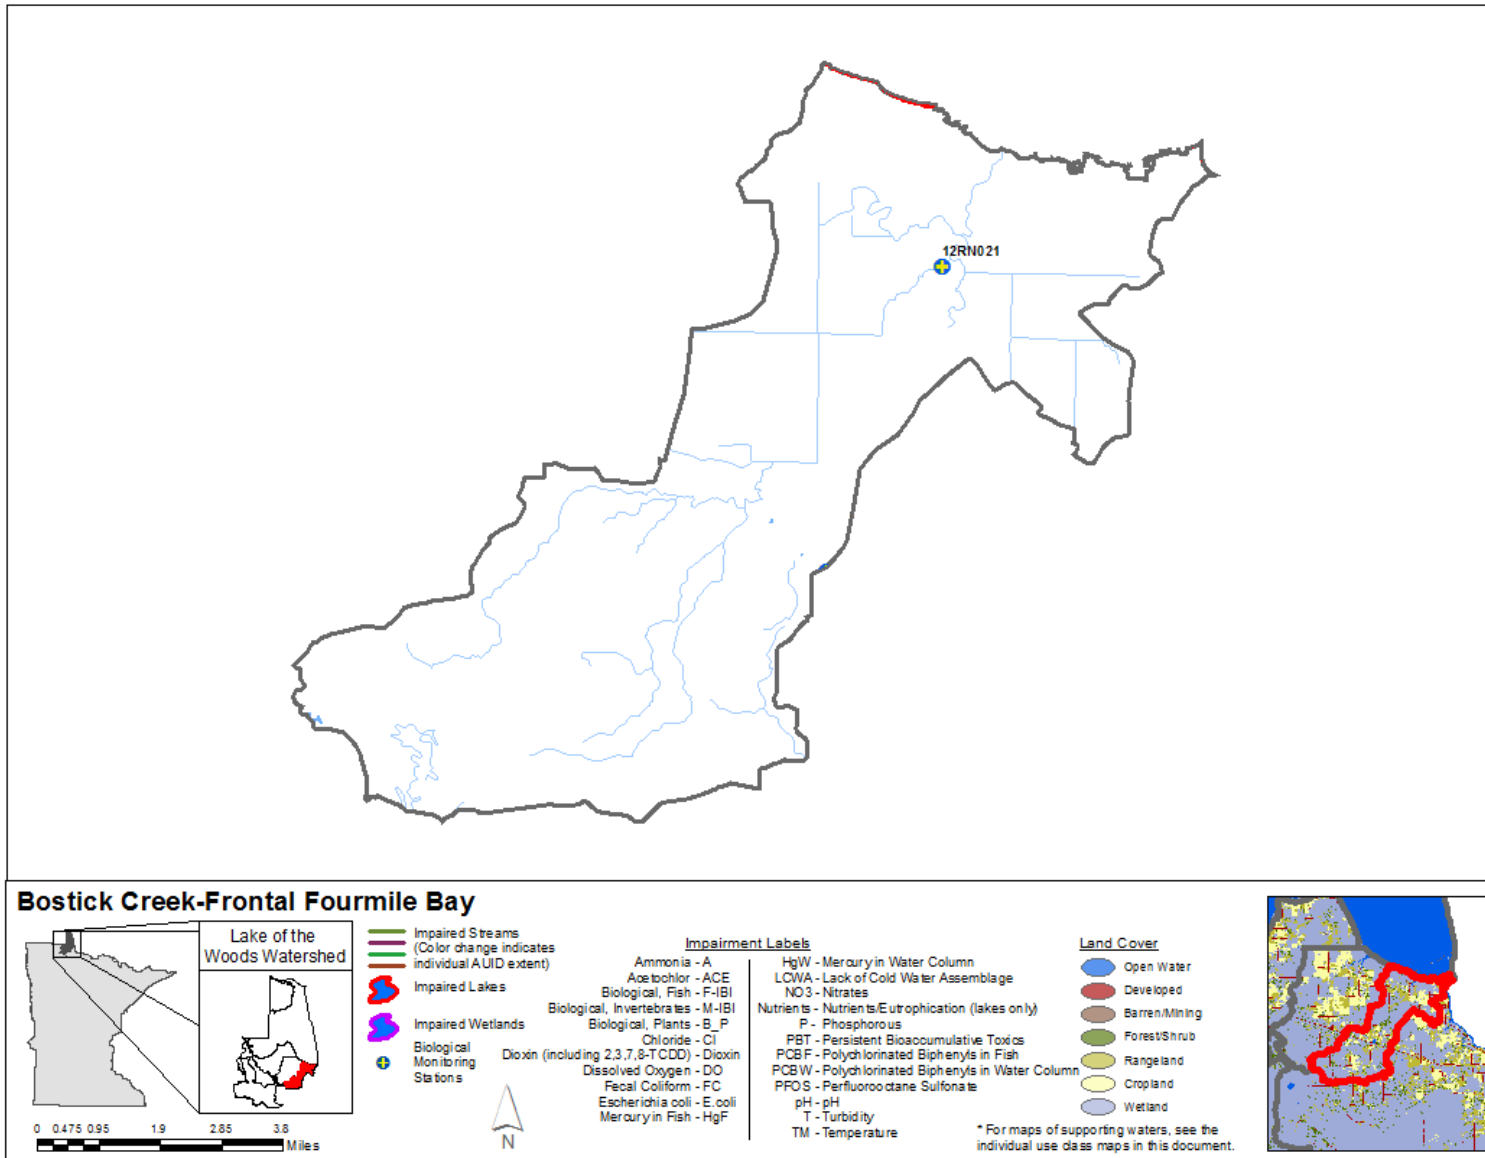 12RN021
Bostick Creek-Frontal Fourmile Bay
Lake of the
Woods Watershed
0 0.475 0.95 1.9 2.85 3.8
Miles
Impaired Streams
(Color change indicates
individual AUID extent)
Impaired Lakes
Impaired Wetlands
Biological
Monitoring
Stations
N
Impairment Labels
Ammonia - A
Acetochlor - ACE
Biological, Fish - F-IBI
Biological, Invertebrates - M-IBI
Biological, Plants - B_P
Chloride - Cl
Dioxin (including 2,3,7,8-TCDD) - Dioxin
Dissolved Oxygen - DO
Fecal Coliform - FC
Escherichia coli - E.coli
Mercury in Fish - HgF
HgW - Mercury in Water Column
LCWA - Lack of Cold Water Assemblage
NO3 - Nitrates
Nutrients - Nutrients/Eutrophication (lakes only)
P - Phosphorous
PBT - Persistent Bioaccumulative Toxics
PCBF - Polychlorinated Biphenyls in Fish
PCBW - Polychlorinated Biphenyls in Water Column
PFOS - Perfluorooctane Sulfonate
pH - pH
T - Turbidity
TM - Temperature
Land Cover
Open Water
Developed
Barren/Mining
Forest/Shrub
Rangeland
Cropland
Wetland
* For maps of supporting waters, see the
individual use class maps in this document.